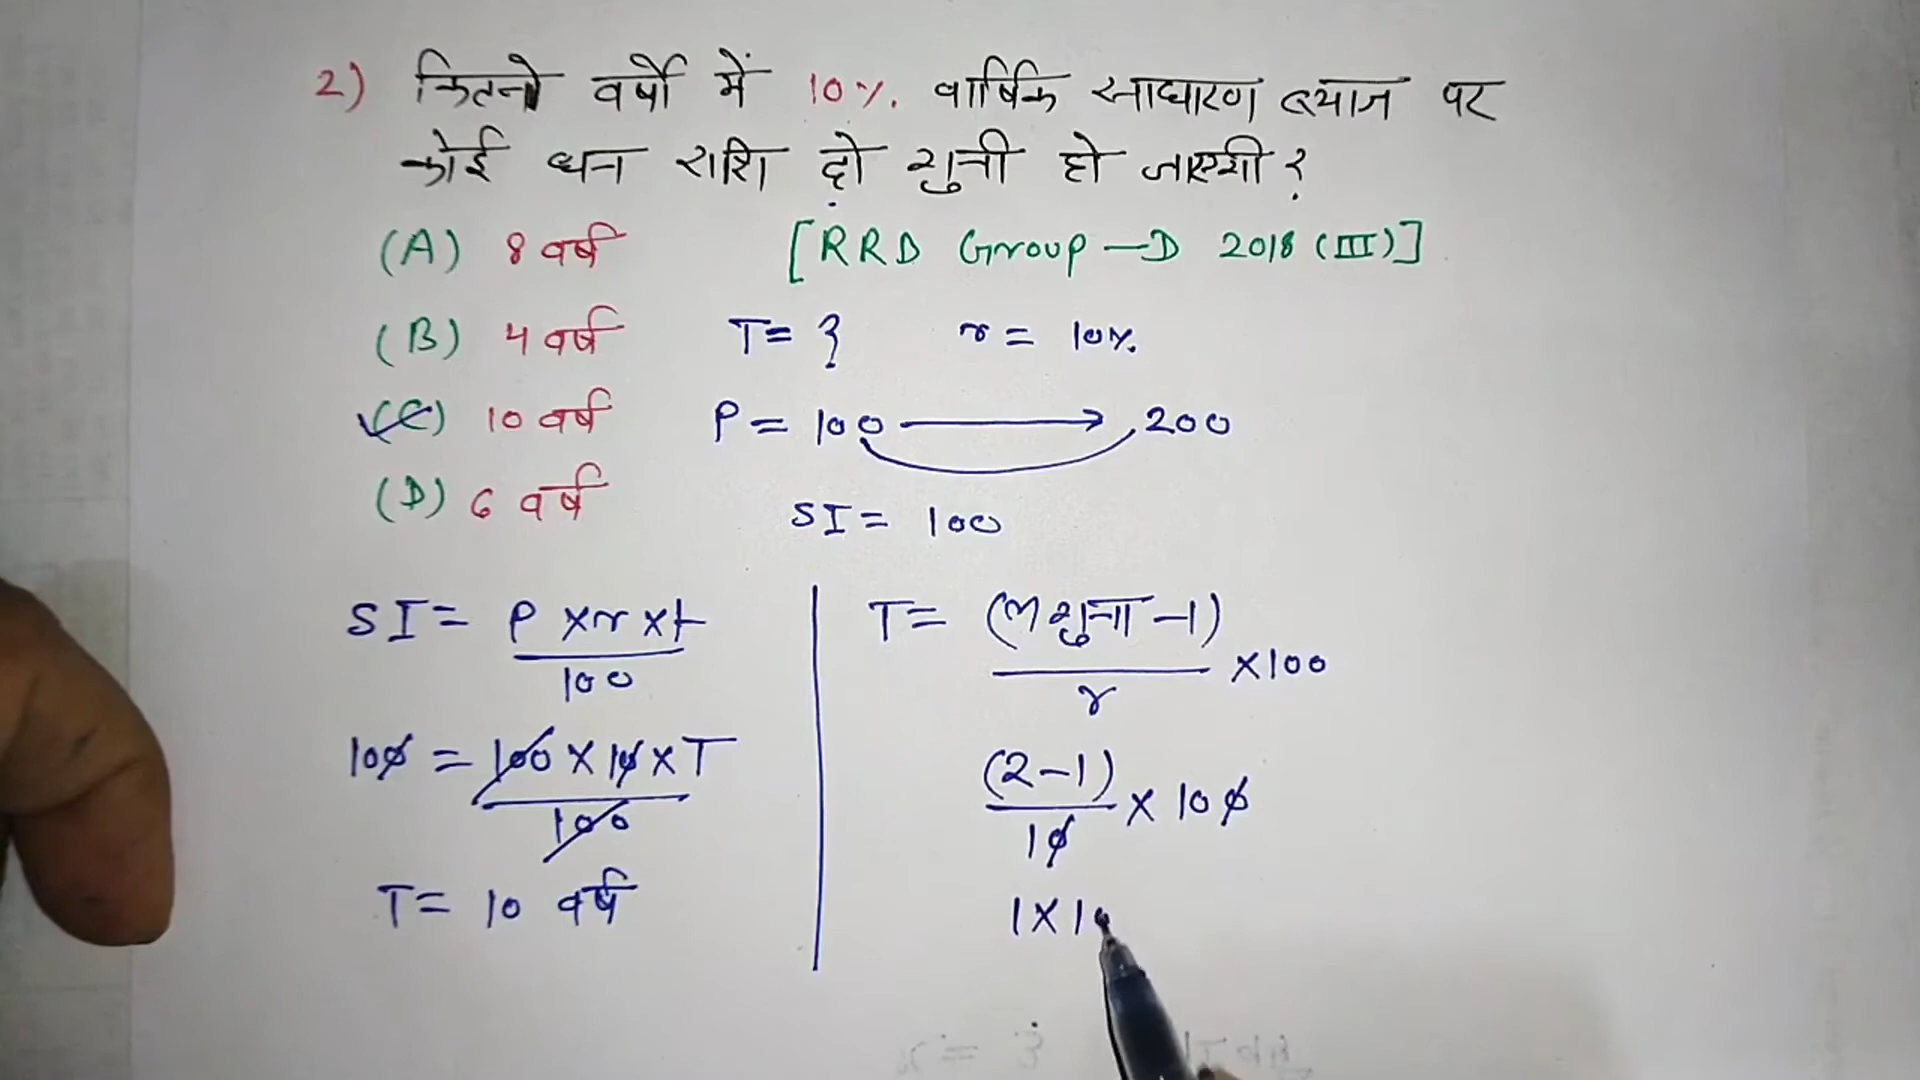 2) कितने वर्षो में 10%. वार्षिक साधारण ब्याज पर
कोई धन राशि दो गुनी हो जाएगी ?
(A) 8 वर्ष
[RRD Group-D 2018 (III)]
(B) 4 वर्ष
T= ? r = 10%.
(C) 10 वर्ष
P = 100 → 200
(D) 6 वर्ष
SI = 100
SI = P × r × t
100
100 = 100 × 10 × T
100
T = 10 वर्ष
T = (गुना -1)
r
× 100
(2-1)
10
× 100
1 × 10